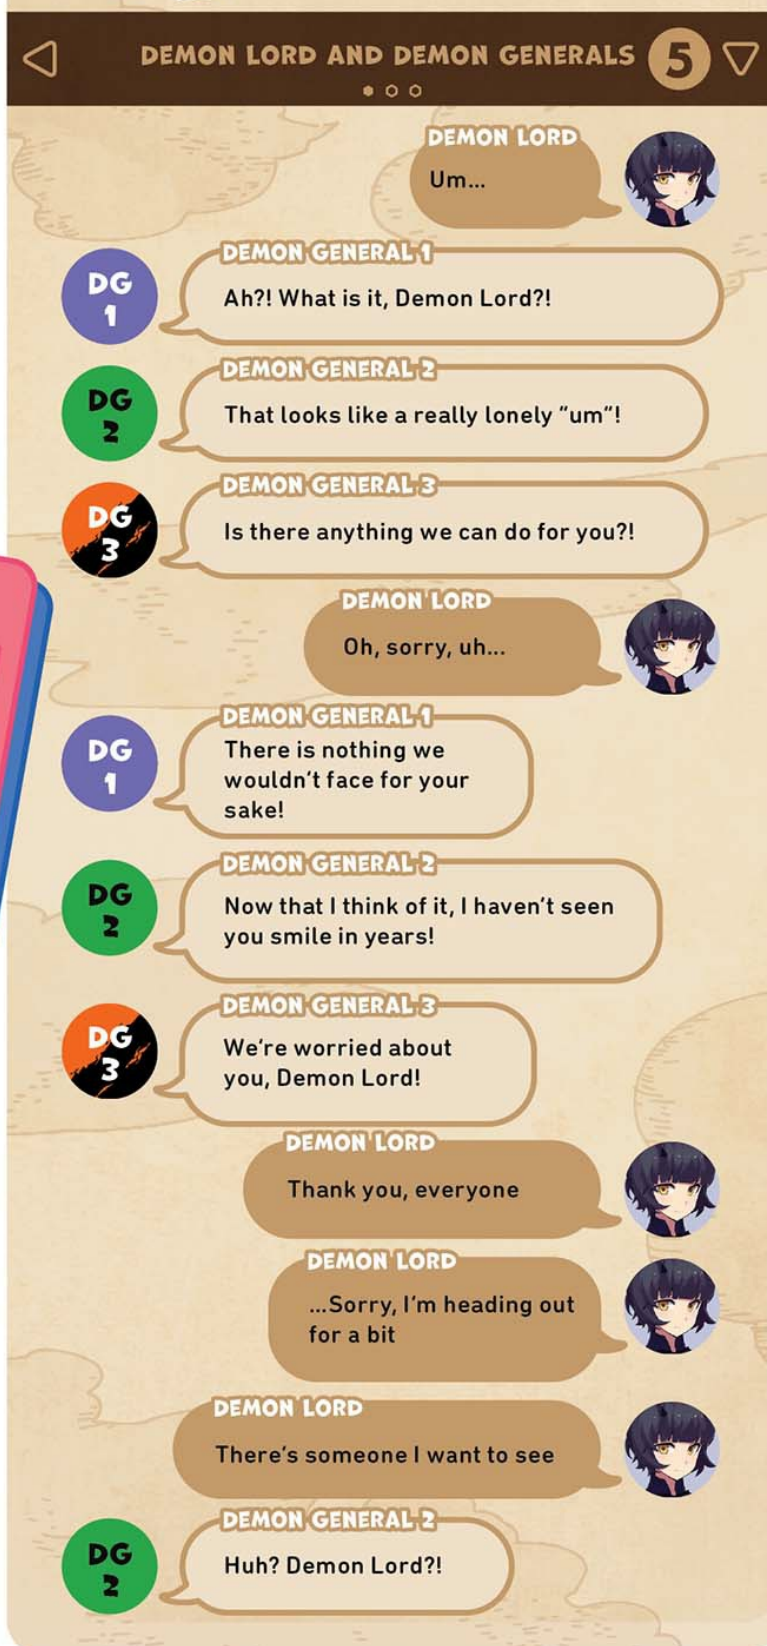 DEMON LORD AND DEMON GENERALS 5
DEMON LORD
Um...
DEMON GENERAL 1
DG
1
Ah?! What is it, Demon Lord?!
DEMON GENERAL 2
DG
2
That looks like a really lonely “um”!
DEMON GENERAL 3
DG
3
Is there anything we can do for you?!
DEMON LORD
Oh, sorry, uh...
DEMON GENERAL 1
DG
1
There is nothing we
wouldn’t face for your
sake!
DEMON GENERAL 2
DG
2
Now that I think of it, I haven’t seen
you smile in years!
DEMON GENERAL 3
DG
3
We’re worried about
you, Demon Lord!
DEMON LORD
Thank you, everyone
DEMON LORD
...Sorry, I’m heading out
for a bit
DEMON LORD
There’s someone I want to see
DEMON GENERAL 2
DG
2
Huh? Demon Lord?!